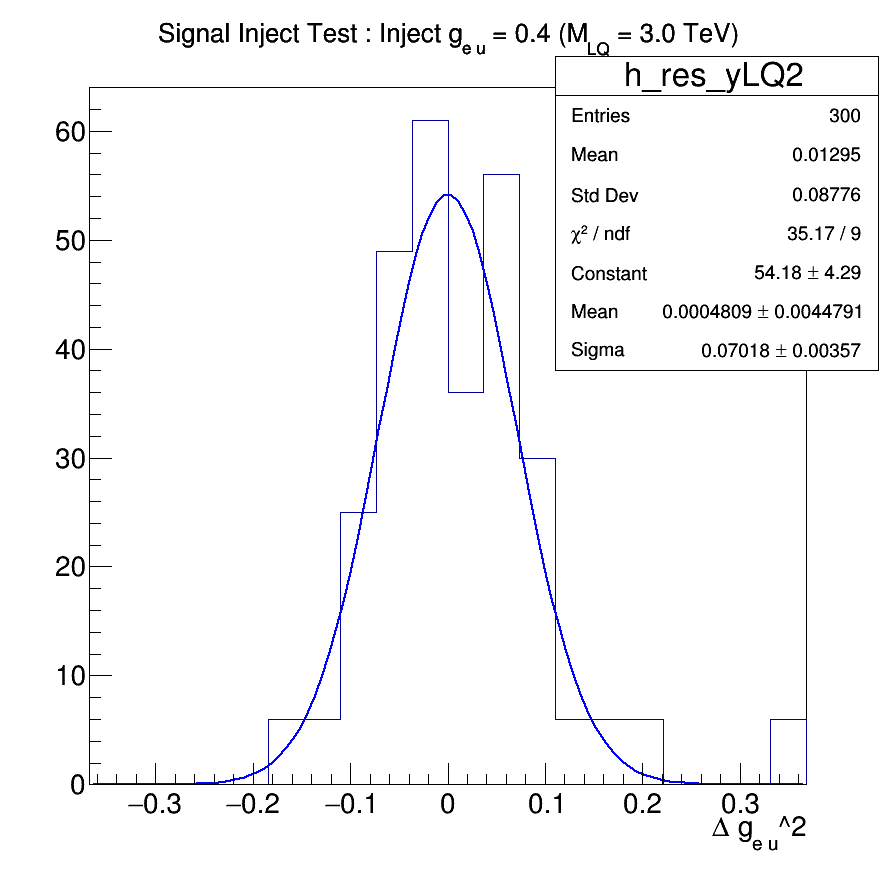 Signal Inject Test : Inject g_e u = 0.4 (M_LQ = 3.0 TeV)
h_res_yLQ2
Entries 300
Mean 0.01295
Std Dev 0.08776
χ² / ndf 35.17 / 9
Constant 54.18 ± 4.29
Mean 0.0004809 ± 0.0044791
Sigma 0.07018 ± 0.00357
60
50
40
30
20
10
0
−0.3 −0.2 −0.1 0 0.1 0.2 0.3
Δ g_e u^2